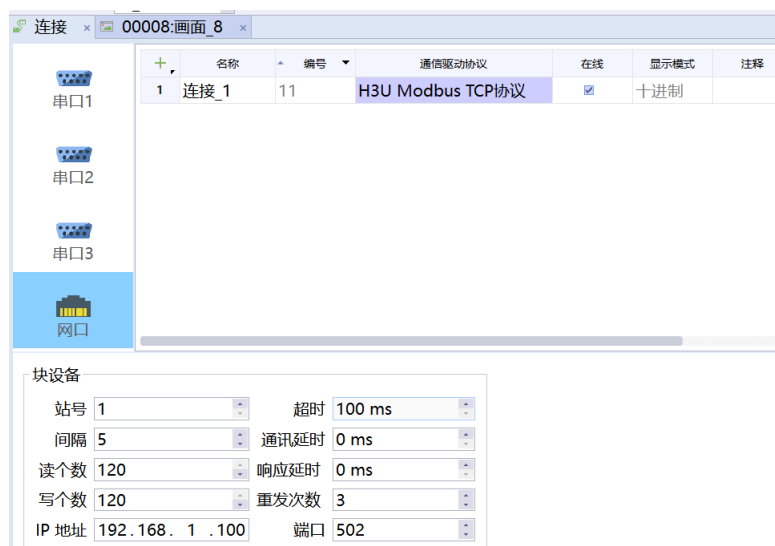 连接 × 00008:画面_8 ×
名称 编号 通信驱动协议 在线 显示模式 注释
1 连接_1 11 H3U Modbus TCP协议 十进制
串口1
串口2
串口3
网口
块设备
站号 1 超时 100 ms
间隔 5 通讯延时 0 ms
读个数 120 响应延时 0 ms
写个数 120 重发次数 3
IP 地址 192.168. 1 .100 端口 502